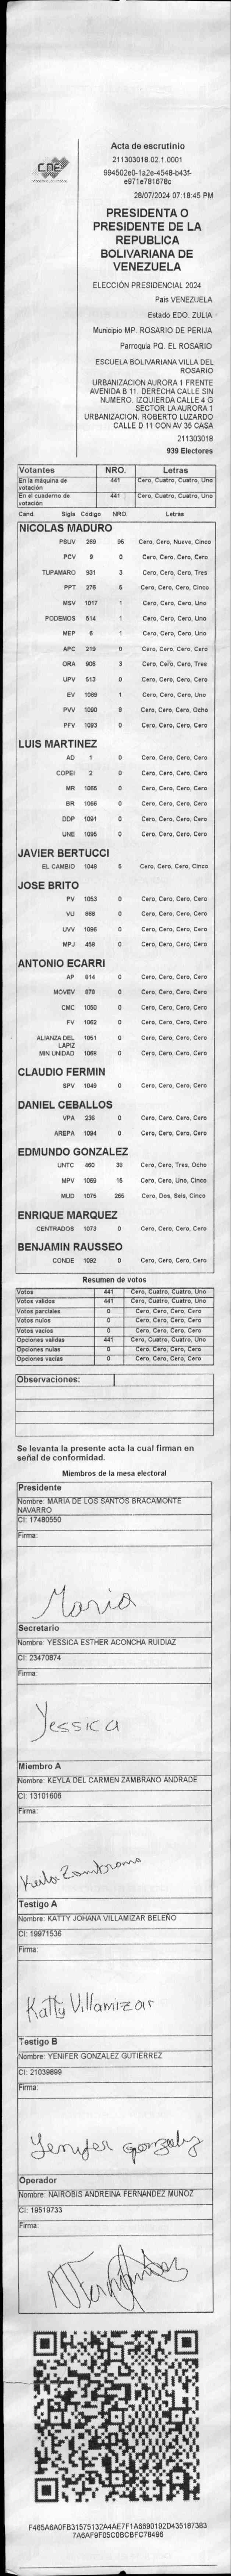 CNE
Acta de escrutinio
211303018.02.1.0001
994502e0-1a2e-4548-b43f-
e971e781678c
28/07/2024 07:18:45 PM
PRESIDENTA O
PRESIDENTE DE LA
REPUBLICA
BOLIVARIANA DE
VENEZUELA
ELECCIÓN PRESIDENCIAL 2024
País VENEZUELA
Estado EDO. ZULIA
Municipio MP. ROSARIO DE PERIJA
Parroquia PQ. EL ROSARIO
ESCUELA BOLIVARIANA VILLA DEL
ROSARIO
URBANIZACION AURORA 1 FRENTE
AVENIDA B 11. DERECHA CALLE SIN
NUMERO. IZQUIERDA CALLE 4 G
SECTOR LA AURORA 1
URBANIZACION. ROBERTO LUZARDO
CALLE D 11 CON AV 35 CASA
211303018
939 Electores
Votantes NRO. Letras
En la máquina de votación 441 Cero, Cuatro, Cuatro, Uno
En el cuaderno de votación 441 Cero, Cuatro, Cuatro, Uno
Cand. Sigla Código NRO. Letras
NICOLAS MADURO
PSUV 269 95 Cero, Cero, Nueve, Cinco
PCV 5 0 Cero, Cero, Cero, Cero
TUPAMARO 931 3 Cero, Cero, Cero, Tres
PPT 276 5 Cero, Cero, Cero, Cinco
MSV 1017 1 Cero, Cero, Cero, Uno
PODEMOS 514 1 Cero, Cero, Cero, Uno
MEP 6 1 Cero, Cero, Cero, Uno
APC 219 0 Cero, Cero, Cero, Cero
ORA 906 3 Cero, Cero, Cero, Tres
UPV 513 0 Cero, Cero, Cero, Cero
EV 1089 1 Cero, Cero, Cero, Uno
PVV 1090 8 Cero, Cero, Cero, Ocho
PFV 1093 0 Cero, Cero, Cero, Cero
LUIS MARTINEZ
AD 1 0 Cero, Cero, Cero, Cero
COPEI 2 0 Cero, Cero, Cero, Cero
MR 1065 0 Cero, Cero, Cero, Cero
BR 1066 0 Cero, Cero, Cero, Cero
DDP 1091 0 Cero, Cero, Cero, Cero
UNE 1095 0 Cero, Cero, Cero, Cero
JAVIER BERTUCCI
EL CAMBIO 1048 5 Cero, Cero, Cero, Cinco
JOSE BRITO
PV 1053 0 Cero, Cero, Cero, Cero
VU 868 0 Cero, Cero, Cero, Cero
UVV 1096 0 Cero, Cero, Cero, Cero
MPJ 458 0 Cero, Cero, Cero, Cero
ANTONIO ECARRI
AP 814 0 Cero, Cero, Cero, Cero
MOVEV 878 0 Cero, Cero, Cero, Cero
CMC 1050 0 Cero, Cero, Cero, Cero
FV 1062 0 Cero, Cero, Cero, Cero
ALIANZA DEL LAPIZ 1051 0 Cero, Cero, Cero, Cero
MIN UNIDAD 1068 0 Cero, Cero, Cero, Cero
CLAUDIO FERMIN
SPV 1049 0 Cero, Cero, Cero, Cero
DANIEL CEBALLOS
VPA 236 0 Cero, Cero, Cero, Cero
AREPA 1094 0 Cero, Cero, Cero, Cero
EDMUNDO GONZALEZ
UNTC 460 38 Cero, Cero, Tres, Ocho
MPV 1069 15 Cero, Cero, Uno, Cinco
MUD 1075 265 Cero, Dos, Seis, Cinco
ENRIQUE MARQUEZ
CENTRADOS 1073 0 Cero, Cero, Cero, Cero
BENJAMIN RAUSSEO
CONDE 1092 0 Cero, Cero, Cero, Cero
Resumen de votos
Votos 441 Cero, Cuatro, Cuatro, Uno
Votos validos 441 Cero, Cuatro, Cuatro, Uno
Votos parciales 0 Cero, Cero, Cero, Cero
Votos nulos 0 Cero, Cero, Cero, Cero
Votos vacios 0 Cero, Cero, Cero, Cero
Opciones validas 441 Cero, Cuatro, Cuatro, Uno
Opciones nulas 0 Cero, Cero, Cero, Cero
Opciones vacias 0 Cero, Cero, Cero, Cero
Observaciones:
Se levanta la presente acta la cual firman en
señal de conformidad.
Miembros de la mesa electoral
Presidente
Nombre: MARIA DE LOS SANTOS BRACAMONTE
NAVARRO
CI: 17480550
Firma:
Maria
Secretario
Nombre: YESSICA ESTHER ACONCHA RUIDIAZ
CI: 23470874
Firma:
Yessica
Miembro A
Nombre: KEYLA DEL CARMEN ZAMBRANO ANDRADE
CI: 13101606
Firma:
Keyla Zambrano
Testigo A
Nombre: KATTY JOHANA VILLAMIZAR BELEÑO
CI: 19971536
Firma:
Katty Villamizar
Testigo B
Nombre: YENIFER GONZALEZ GUTIERREZ
CI: 21039899
Firma:
Yenifer gonzalez
Operador
Nombre: NAIROBIS ANDREINA FERNANDEZ MUÑOZ
CI: 19519733
Firma:
NFernandez
F465A6A0FB31575132A4AE7F1A6690192D435187383
7A6AF9F05C0BCBFC78496